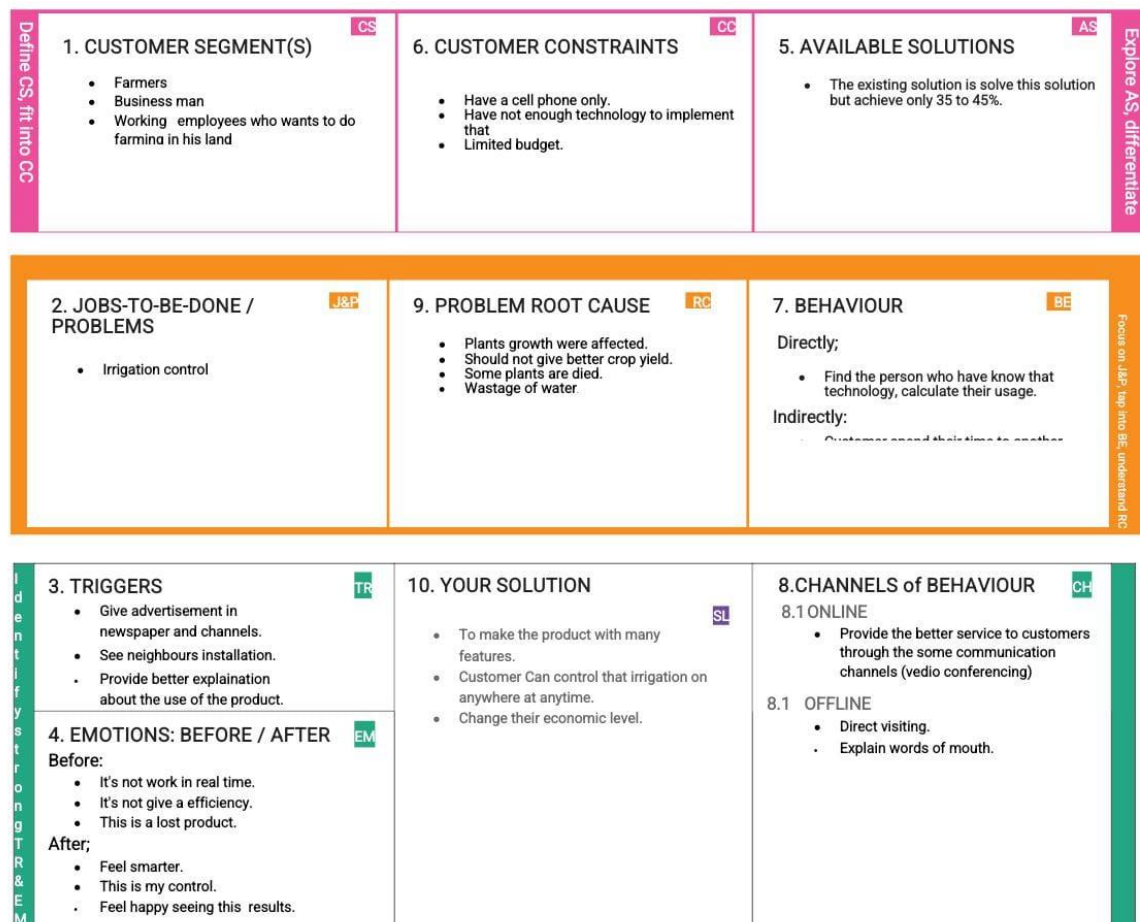 Define CS, fit into CC
1. CUSTOMER SEGMENT(S)
CS
Farmers
Business man
Working employees who wants to do
farming in his land
6. CUSTOMER CONSTRAINTS
CC
Have a cell phone only.
Have not enough technology to implement
that
Limited budget.
5. AVAILABLE SOLUTIONS
AS
The existing solution is solve this solution
but achieve only 35 to 45%.
Explore AS, differentiate
2. JOBS-TO-BE-DONE /
PROBLEMS
J&P
Irrigation control
9. PROBLEM ROOT CAUSE
RC
Plants growth were affected.
Should not give better crop yield.
Some plants are died.
Wastage of water
7. BEHAVIOUR
BE
Directly;
Find the person who have know that
technology, calculate their usage.
Indirectly:
Customer spend their time to another
Focus on J&P, tap into BE, understand RC
Identify strong TR & EM
3. TRIGGERS
TR
Give advertisement in
newspaper and channels.
See neighbours installation.
Provide better explaination
about the use of the product.
4. EMOTIONS: BEFORE / AFTER
EM
Before:
It's not work in real time.
It's not give a efficiency.
This is a lost product.
After;
Feel smarter.
This is my control.
Feel happy seeing this results.
10. YOUR SOLUTION
SL
To make the product with many
features.
Customer Can control that irrigation on
anywhere at anytime.
Change their economic level.
8.CHANNELS of BEHAVIOUR
CH
8.1 ONLINE
Provide the better service to customers
through the some communication
channels (vedio conferencing)
8.1 OFFLINE
Direct visiting.
Explain words of mouth.